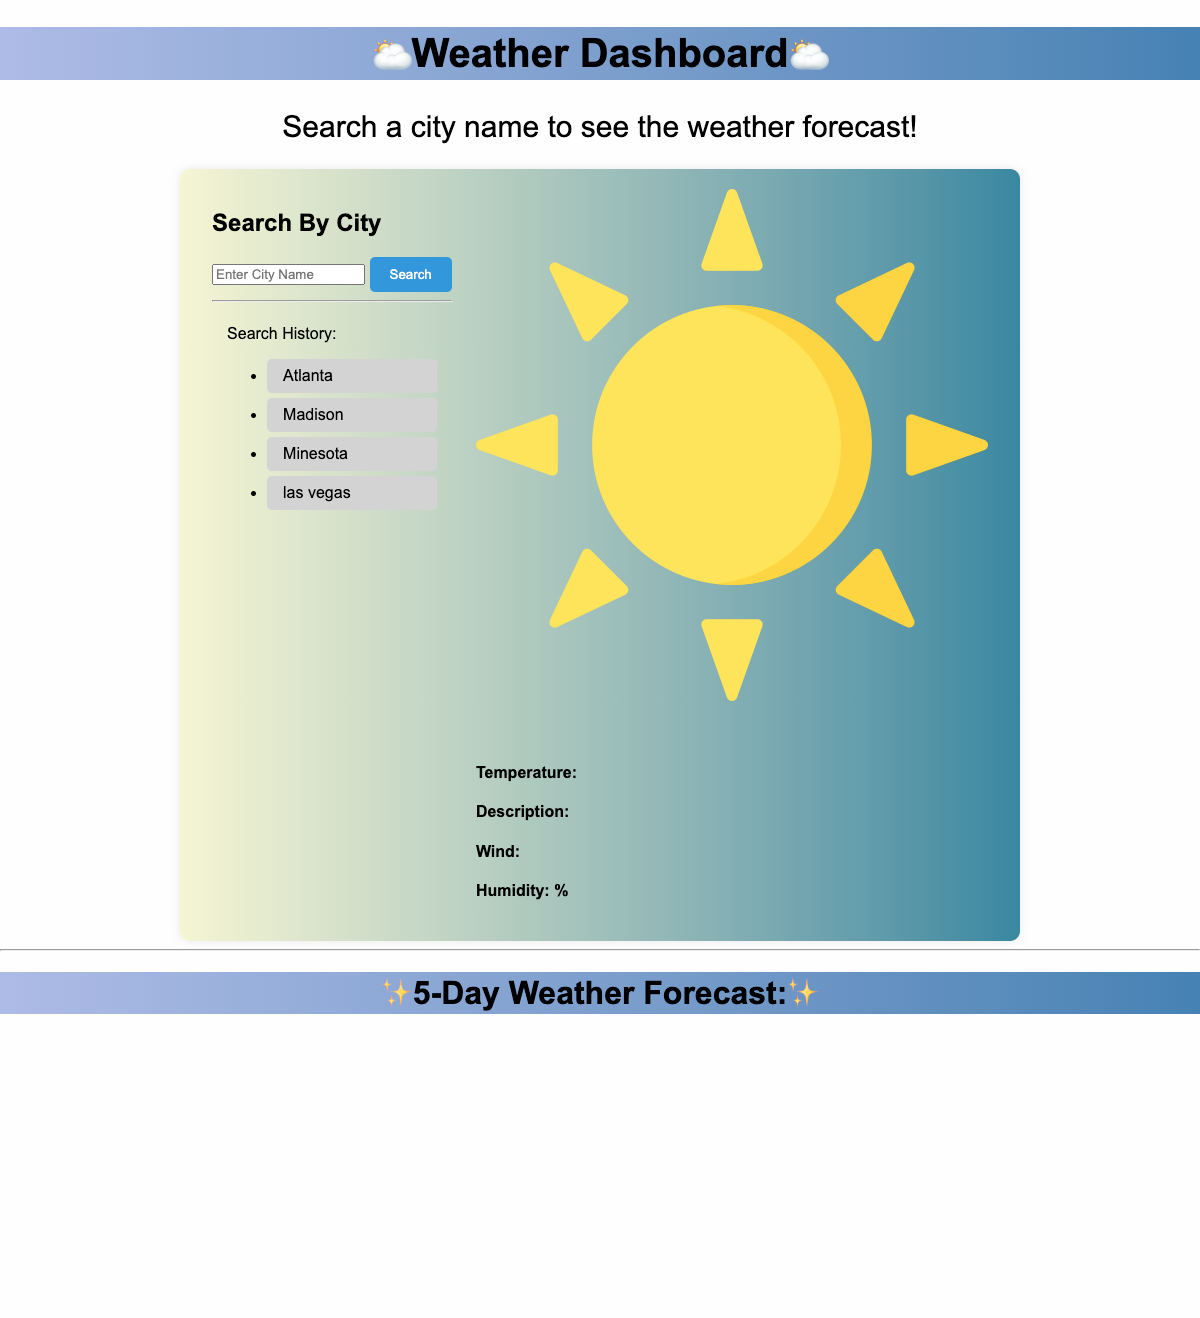 🌥️Weather Dashboard🌥️
Search a city name to see the weather forecast!
Search By City
Enter City Name
Search
Search History:
Atlanta
Madison
Minesota
las vegas
Temperature:
Description:
Wind:
Humidity: %
✨5-Day Weather Forecast:✨